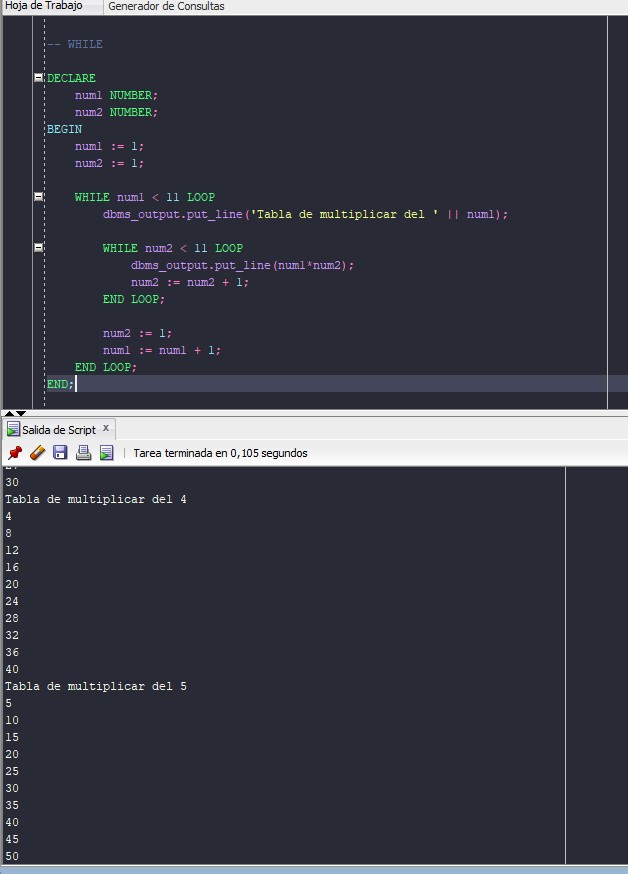 Hoja de Trabajo Generador de Consultas
-- WHILE
DECLARE
num1 NUMBER;
num2 NUMBER;
BEGIN
num1 := 1;
num2 := 1;
WHILE num1 < 11 LOOP
dbms_output.put_line('Tabla de multiplicar del ' || num1);
WHILE num2 < 11 LOOP
dbms_output.put_line(num1*num2);
num2 := num2 + 1;
END LOOP;
num2 := 1;
num1 := num1 + 1;
END LOOP;
END;
Salida de Script x
Tarea terminada en 0,105 segundos
30
Tabla de multiplicar del 4
4
8
12
16
20
24
28
32
36
40
Tabla de multiplicar del 5
5
10
15
20
25
30
35
40
45
50